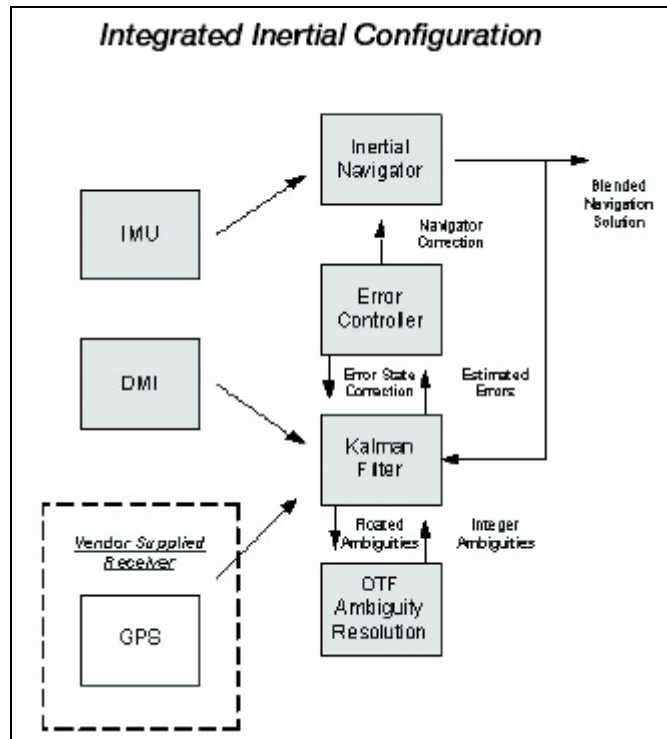 Integrated Inertial Configuration
Inertial
Navigator
Blended
Navigation
Solution
IMU
Navigator
Correction
Error
Controller
DMI
Error State
Correction
Estimated
Errors
Kalman
Filter
Vendor Supplied
Receiver
GPS
Floated
Ambiguities
Integer
Ambiguities
OTF
Ambiguity
Resolution